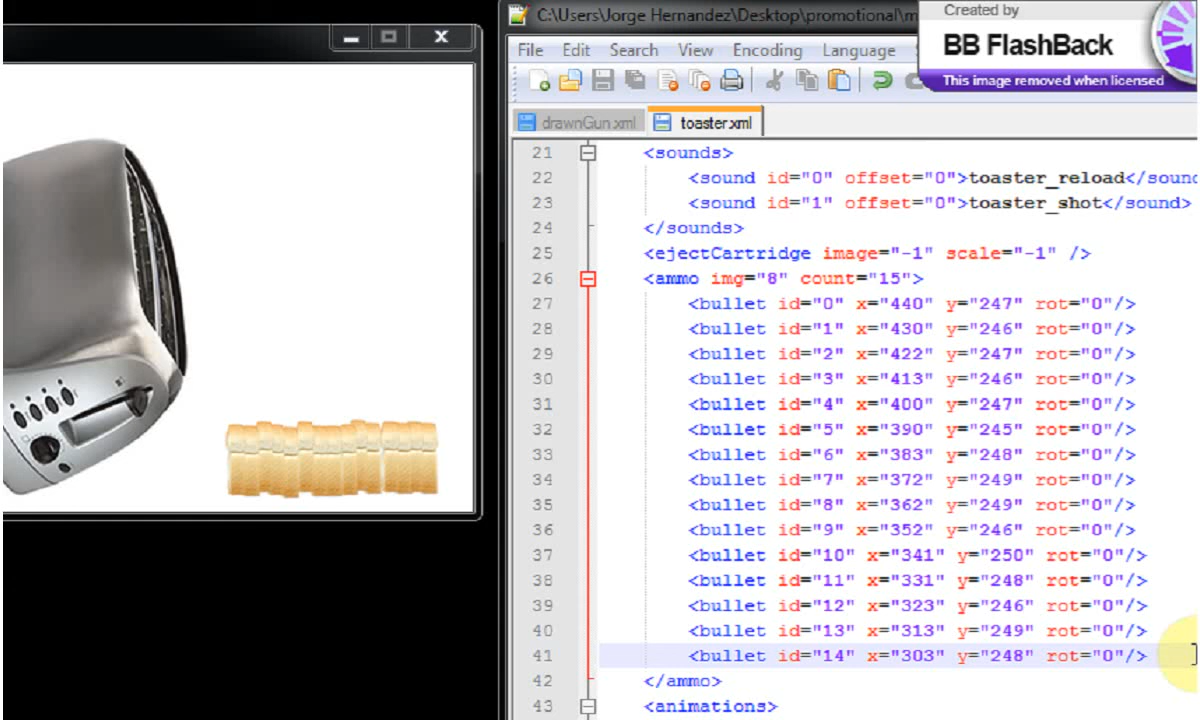 C:\Users\Jorge Hernandez\Desktop\promotional\m
Created by
BB FlashBack
This image removed when licensed
File Edit Search View Encoding Language
drawnGun.xml toaster.xml
21 <sounds>
22 <sound id="0" offset="0">toaster_reload</sound
23 <sound id="1" offset="0">toaster_shot</sound>
24 </sounds>
25 <ejectCartridge image="-1" scale="-1" />
26 <ammo img="8" count="15">
27 <bullet id="0" x="440" y="247" rot="0"/>
28 <bullet id="1" x="430" y="246" rot="0"/>
29 <bullet id="2" x="422" y="247" rot="0"/>
30 <bullet id="3" x="413" y="246" rot="0"/>
31 <bullet id="4" x="400" y="247" rot="0"/>
32 <bullet id="5" x="390" y="245" rot="0"/>
33 <bullet id="6" x="383" y="248" rot="0"/>
34 <bullet id="7" x="372" y="249" rot="0"/>
35 <bullet id="8" x="362" y="249" rot="0"/>
36 <bullet id="9" x="352" y="246" rot="0"/>
37 <bullet id="10" x="341" y="250" rot="0"/>
38 <bullet id="11" x="331" y="248" rot="0"/>
39 <bullet id="12" x="323" y="246" rot="0"/>
40 <bullet id="13" x="313" y="249" rot="0"/>
41 <bullet id="14" x="303" y="248" rot="0"/>
42 </ammo>
43 <animations>